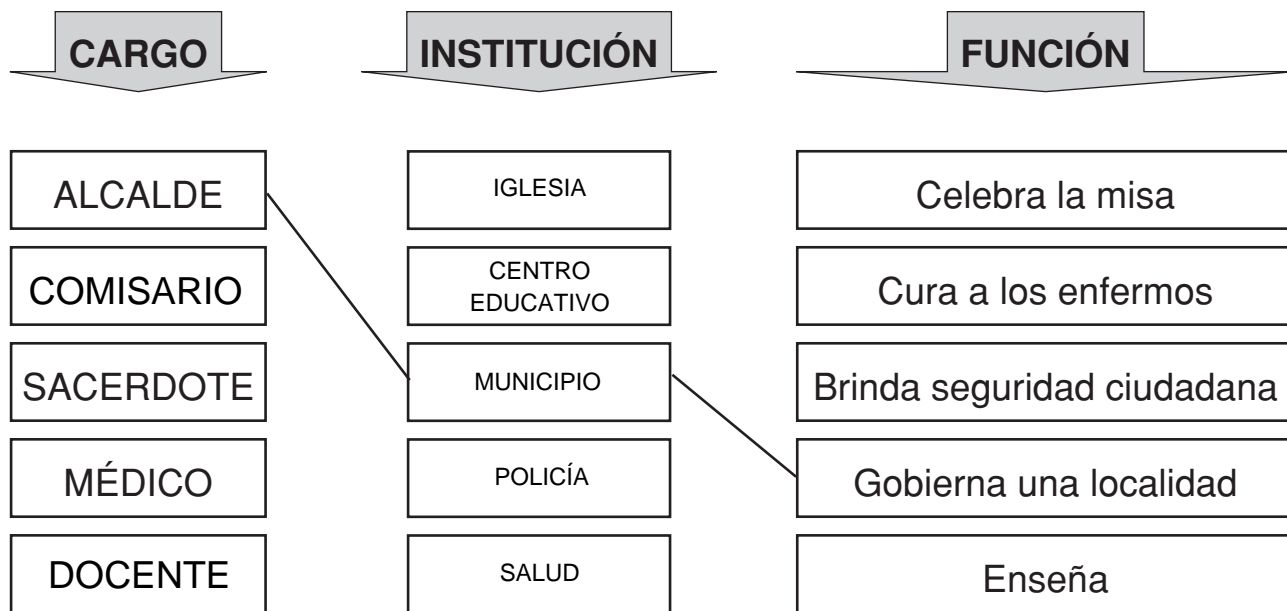 CARGO
INSTITUCIÓN
FUNCIÓN
ALCALDE
IGLESIA
Celebra la misa
COMISARIO
CENTRO
EDUCATIVO
Cura a los enfermos
SACERDOTE
MUNICIPIO
Brinda seguridad ciudadana
MÉDICO
POLICÍA
Gobierna una localidad
DOCENTE
SALUD
Enseña